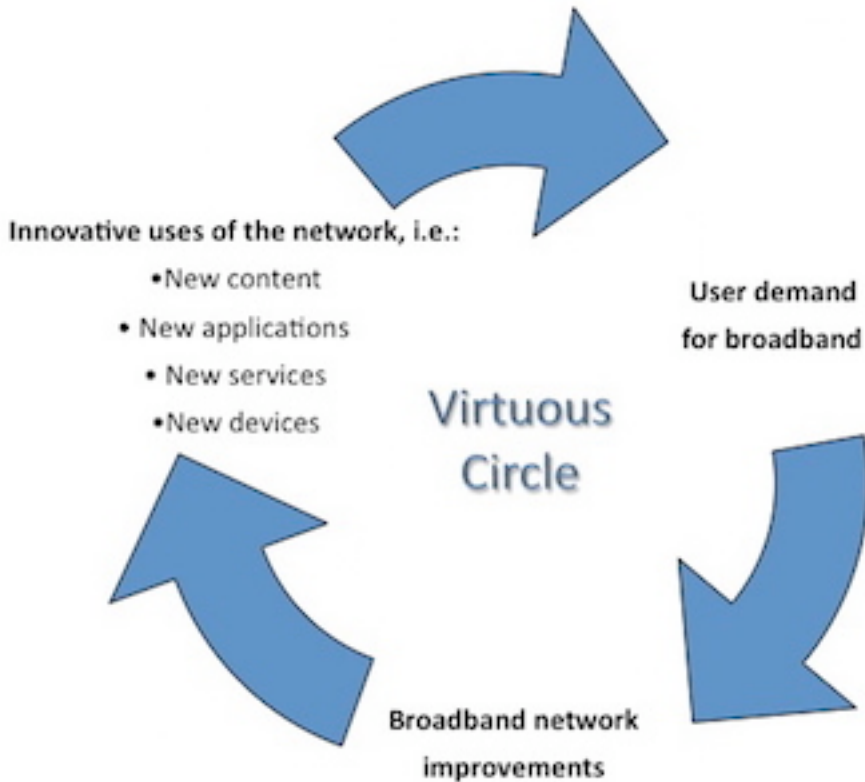 Innovative uses of the network, i.e.:
•New content
• New applications
• New services
•New devices
User demand
for broadband
Virtuous
Circle
Broadband network
improvements